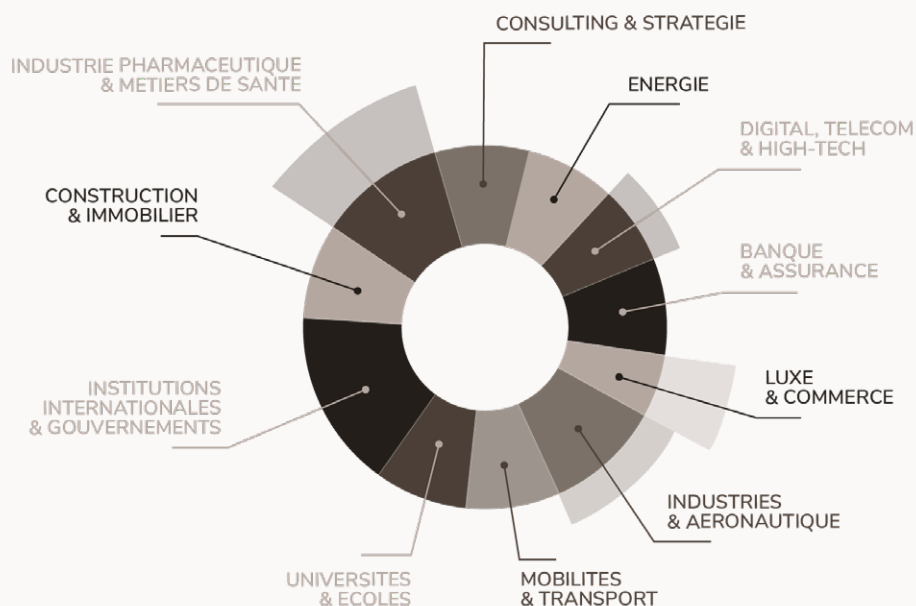 CONSULTING & STRATEGIE
INDUSTRIE PHARMACEUTIQUE
& METIERS DE SANTE
ENERGIE
DIGITAL, TELECOM
& HIGH-TECH
CONSTRUCTION
& IMMOBILIER
BANQUE
& ASSURANCE
LUXE
& COMMERCE
INSTITUTIONS
INTERNATIONALES
& GOUVERNEMENTS
INDUSTRIES
& AERONAUTIQUE
UNIVERSITES
& ECOLES
MOBILITES
& TRANSPORT